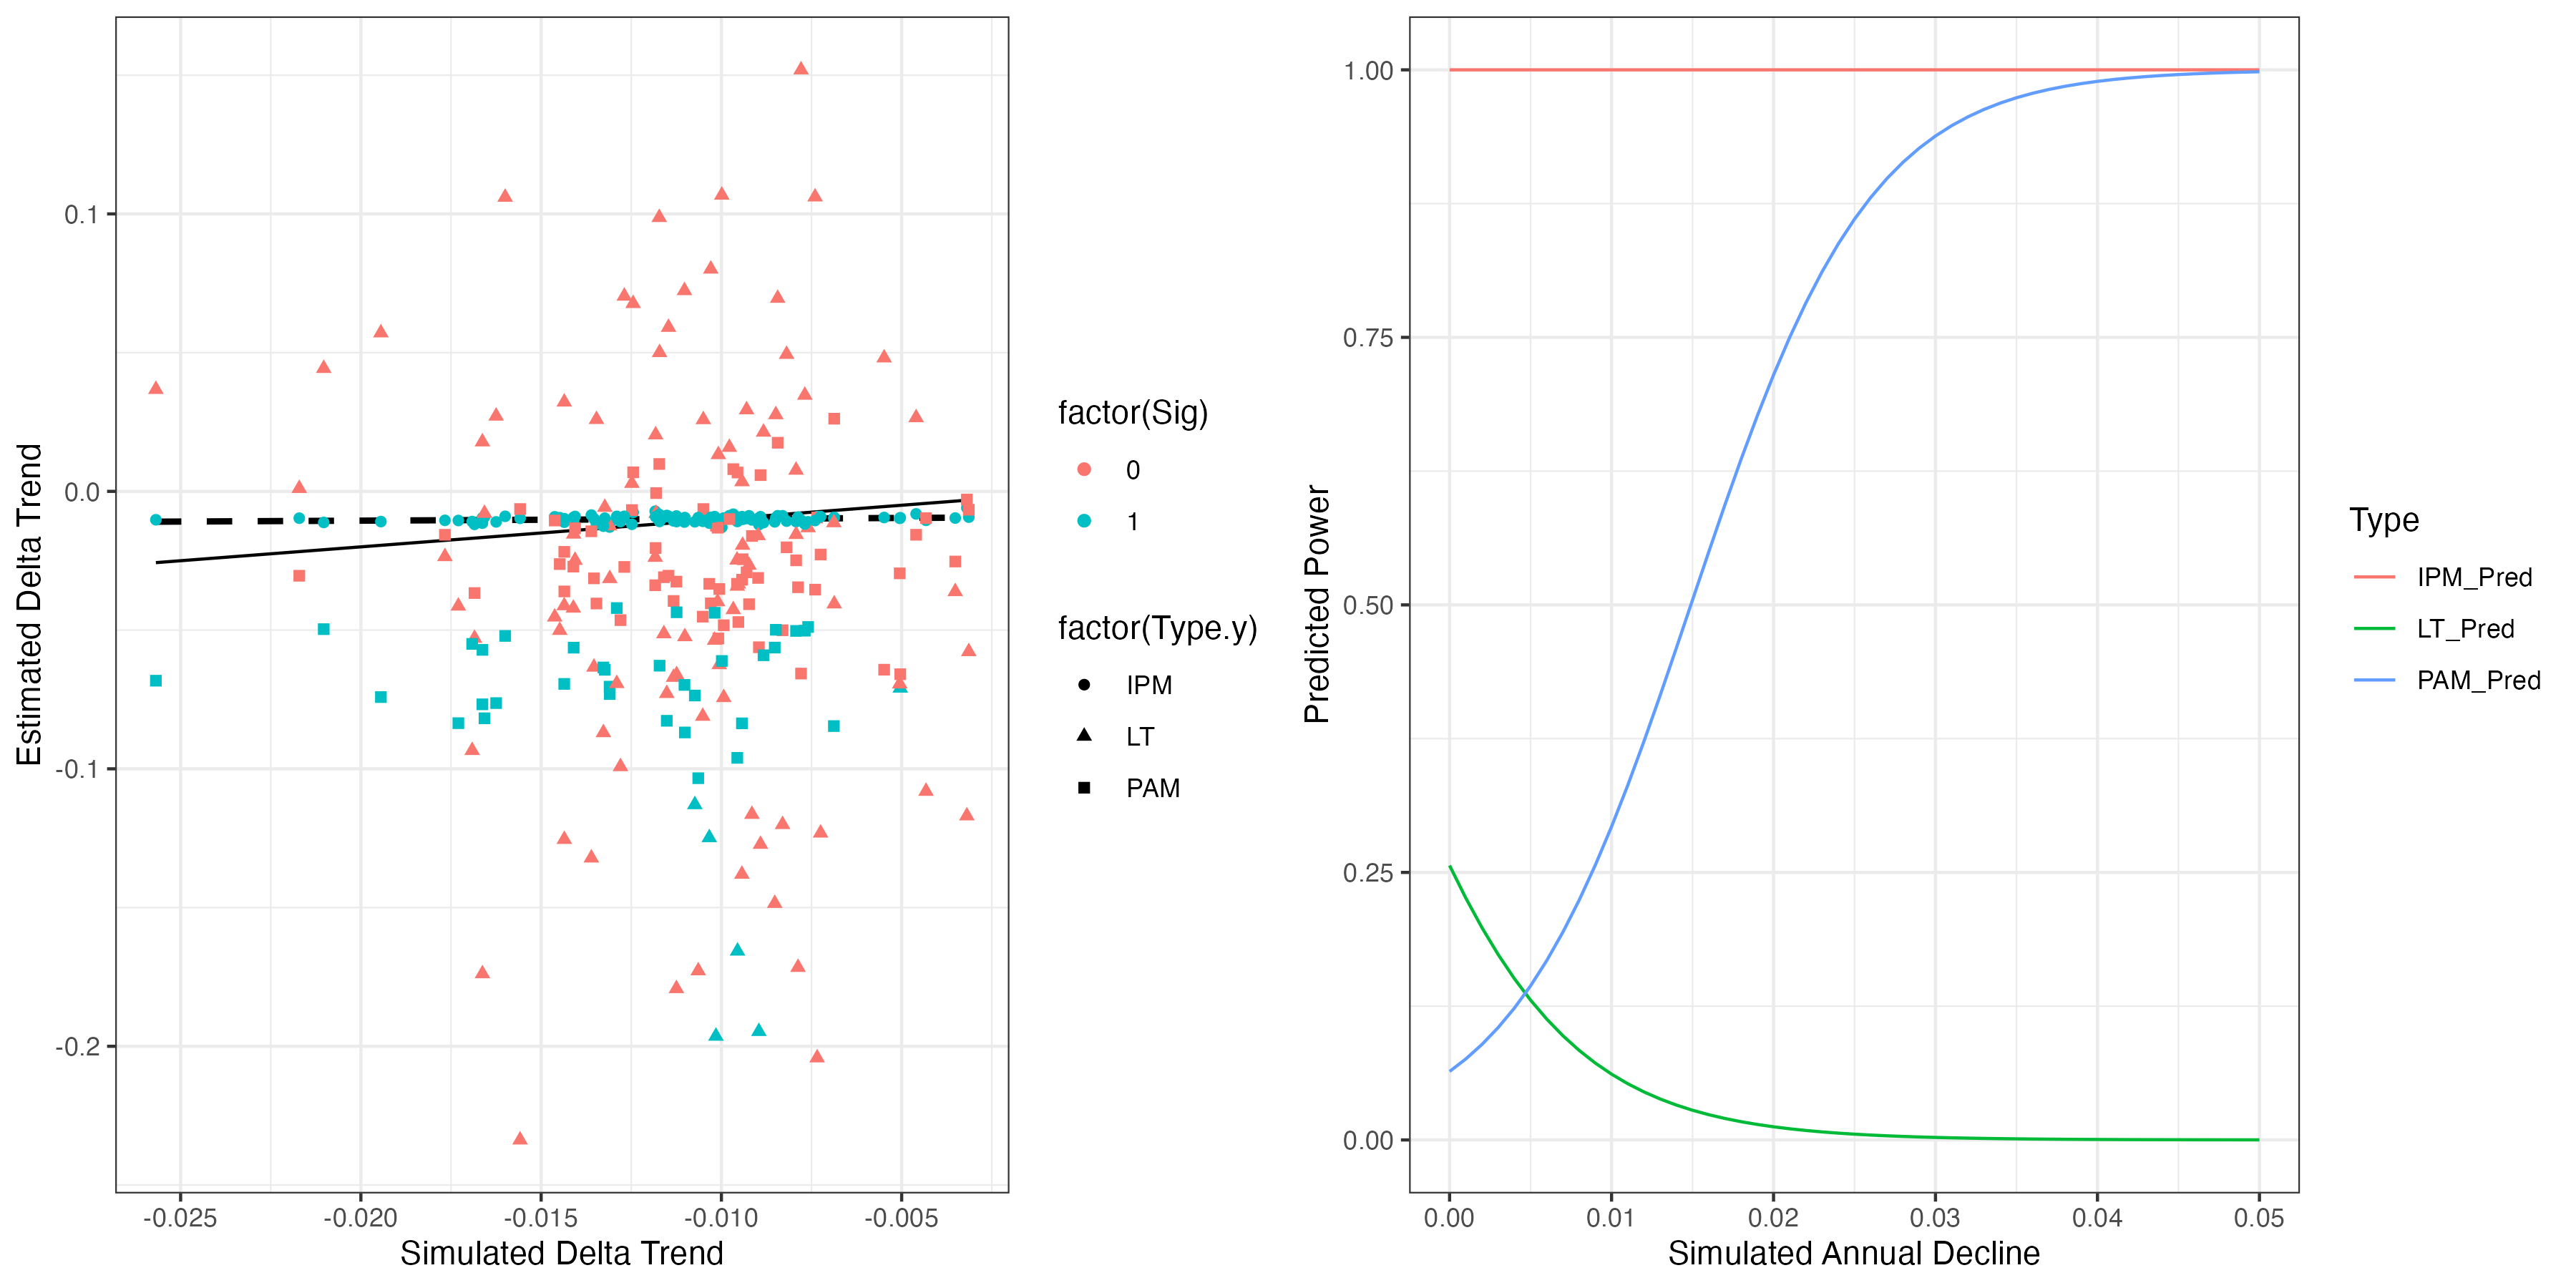 Estimated Delta Trend
0.1
0.0
-0.1
-0.2
-0.025
-0.020
-0.015
-0.010
-0.005
Simulated Delta Trend
factor(Sig)
0
1
factor(Type.y)
IPM
LT
PAM
Predicted Power
1.00
0.75
0.50
0.25
0.00
0.00
0.01
0.02
0.03
0.04
0.05
Simulated Annual Decline
Type
IPM_Pred
LT_Pred
PAM_Pred